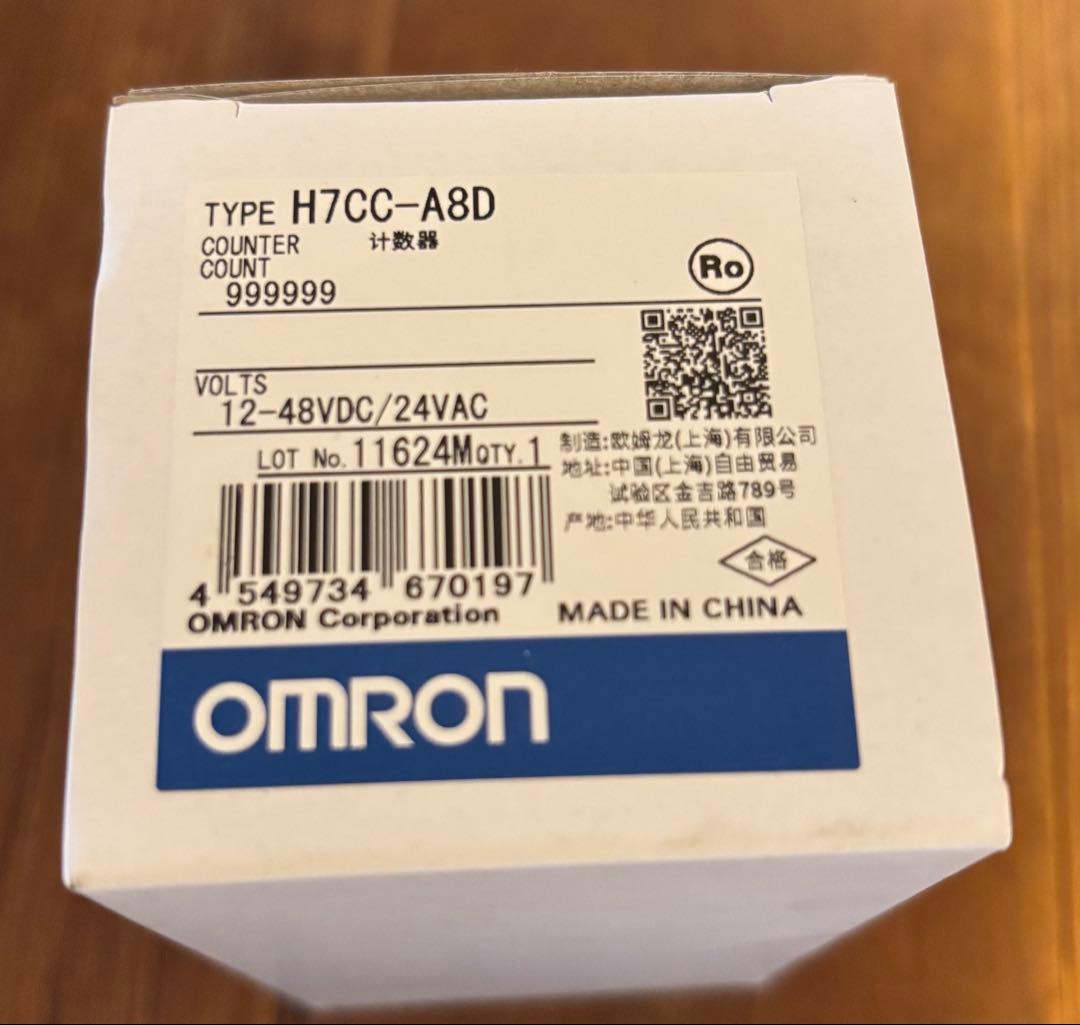 TYPE H7CC-A8D
COUNTER 计数器
COUNT
999999
Ro
VOLTS
12-48VDC/24VAC
LOT No. 11624M QTY. 1
制造:欧姆龙(上海)有限公司
地址:中国(上海)自由贸易
试验区金吉路789号
产地:中华人民共和国
合格
4 549734 670197
OMRON Corporation
MADE IN CHINA
OMRON